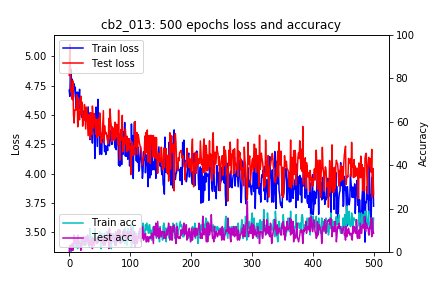 cb2_013: 500 epochs loss and accuracy
Train loss
Test loss
Train acc
Test acc
Loss
5.00
4.75
4.50
4.25
4.00
3.75
3.50
0
100
200
300
400
500
100
80
60
40
20
0
Accuracy